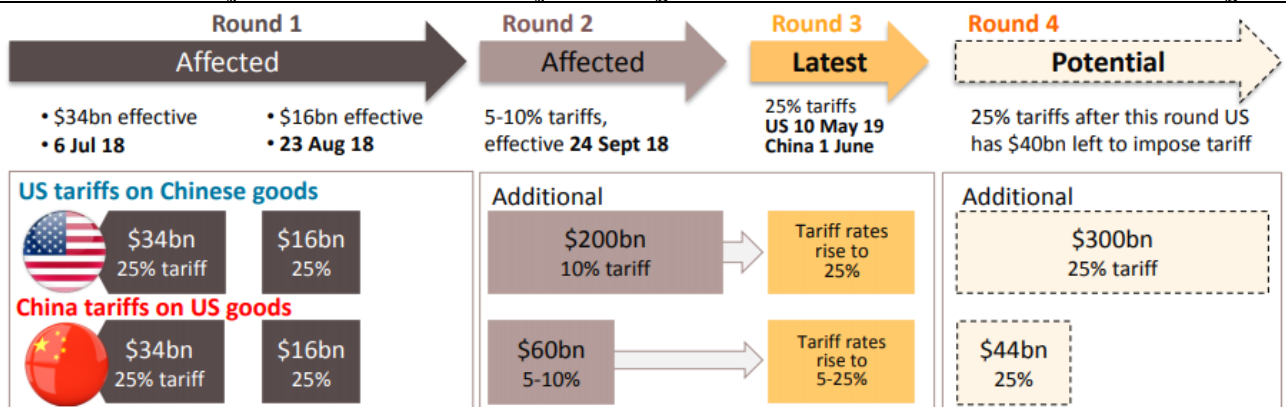 Round 1
Affected
• $34bn effective
• 6 Jul 18
• $16bn effective
• 23 Aug 18
Round 2
Affected
5-10% tariffs,
effective 24 Sept 18
Round 3
Latest
25% tariffs
US 10 May 19
China 1 June
Round 4
Potential
25% tariffs after this round US
has $40bn left to impose tariff
US tariffs on Chinese goods
$34bn
25% tariff
$16bn
25%
Additional
$200bn
10% tariff
Tariff rates
rise to
25%
Additional
$300bn
25% tariff
China tariffs on US goods
$34bn
25% tariff
$16bn
25%
$60bn
5-10%
Tariff rates
rise to
5-25%
$44bn
25%